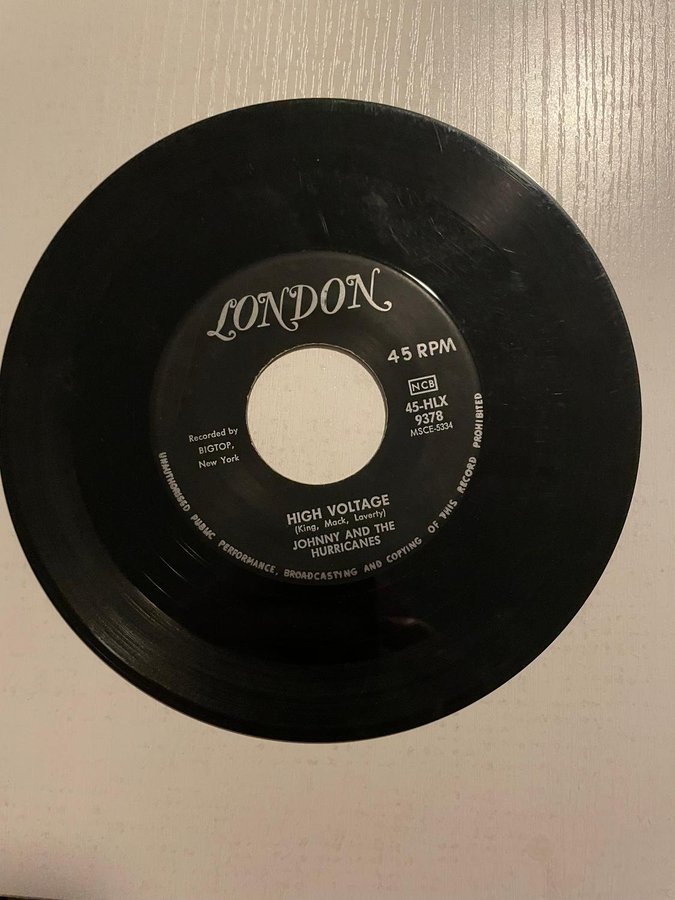 LONDON
45 RPM
NCB
45-HLX
9378
MSCE-5334
Recorded by
BIGTOP,
New York
HIGH VOLTAGE
(King, Mack, Laverty)
JOHNNY AND THE
HURRICANES
UNAUTHORISED PUBLIC PERFORMANCE, BROADCASTING AND COPYING OF THIS RECORD PROHIBITED